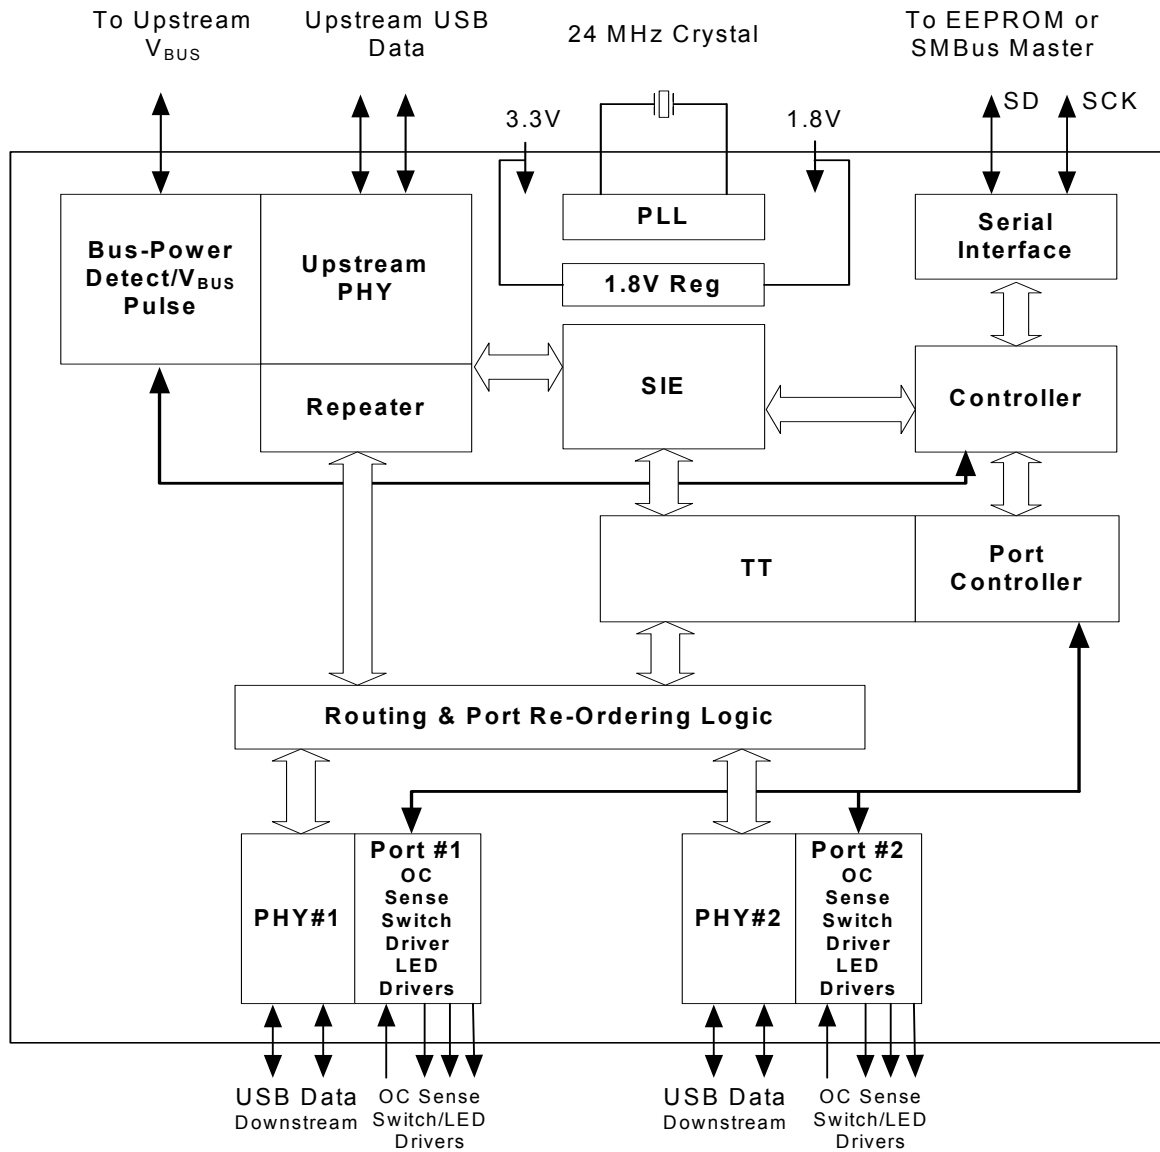 To Upstream
VBUS
Upstream USB
Data
24 MHz Crystal
To EEPROM or
SMBus Master
3.3V
1.8V
SD
SCK
Bus-Power
Detect/VBUS
Pulse
Upstream
PHY
PLL
1.8V Reg
Serial
Interface
Repeater
SIE
Controller
TT
Port
Controller
Routing & Port Re-Ordering Logic
PHY#1
Port #1
OC
Sense
Switch
Driver
LED
Drivers
PHY#2
Port #2
OC
Sense
Switch
Driver
LED
Drivers
USB Data
Downstream
OC Sense
Switch/LED
Drivers
USB Data
Downstream
OC Sense
Switch/LED
Drivers